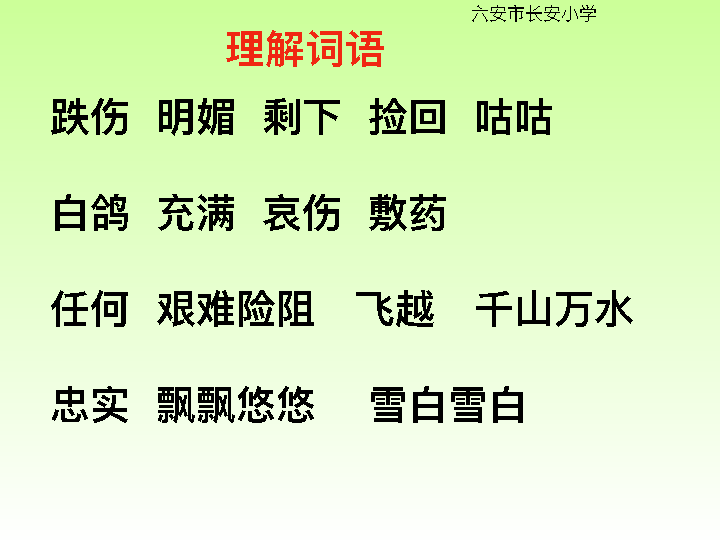 六安市长安小学
理解词语
跌伤 明媚 剩下 捡回 咕咕
白鸽 充满 哀伤 敷药
任何 艰难险阻 飞越 千山万水
忠实 飘飘悠悠 雪白雪白